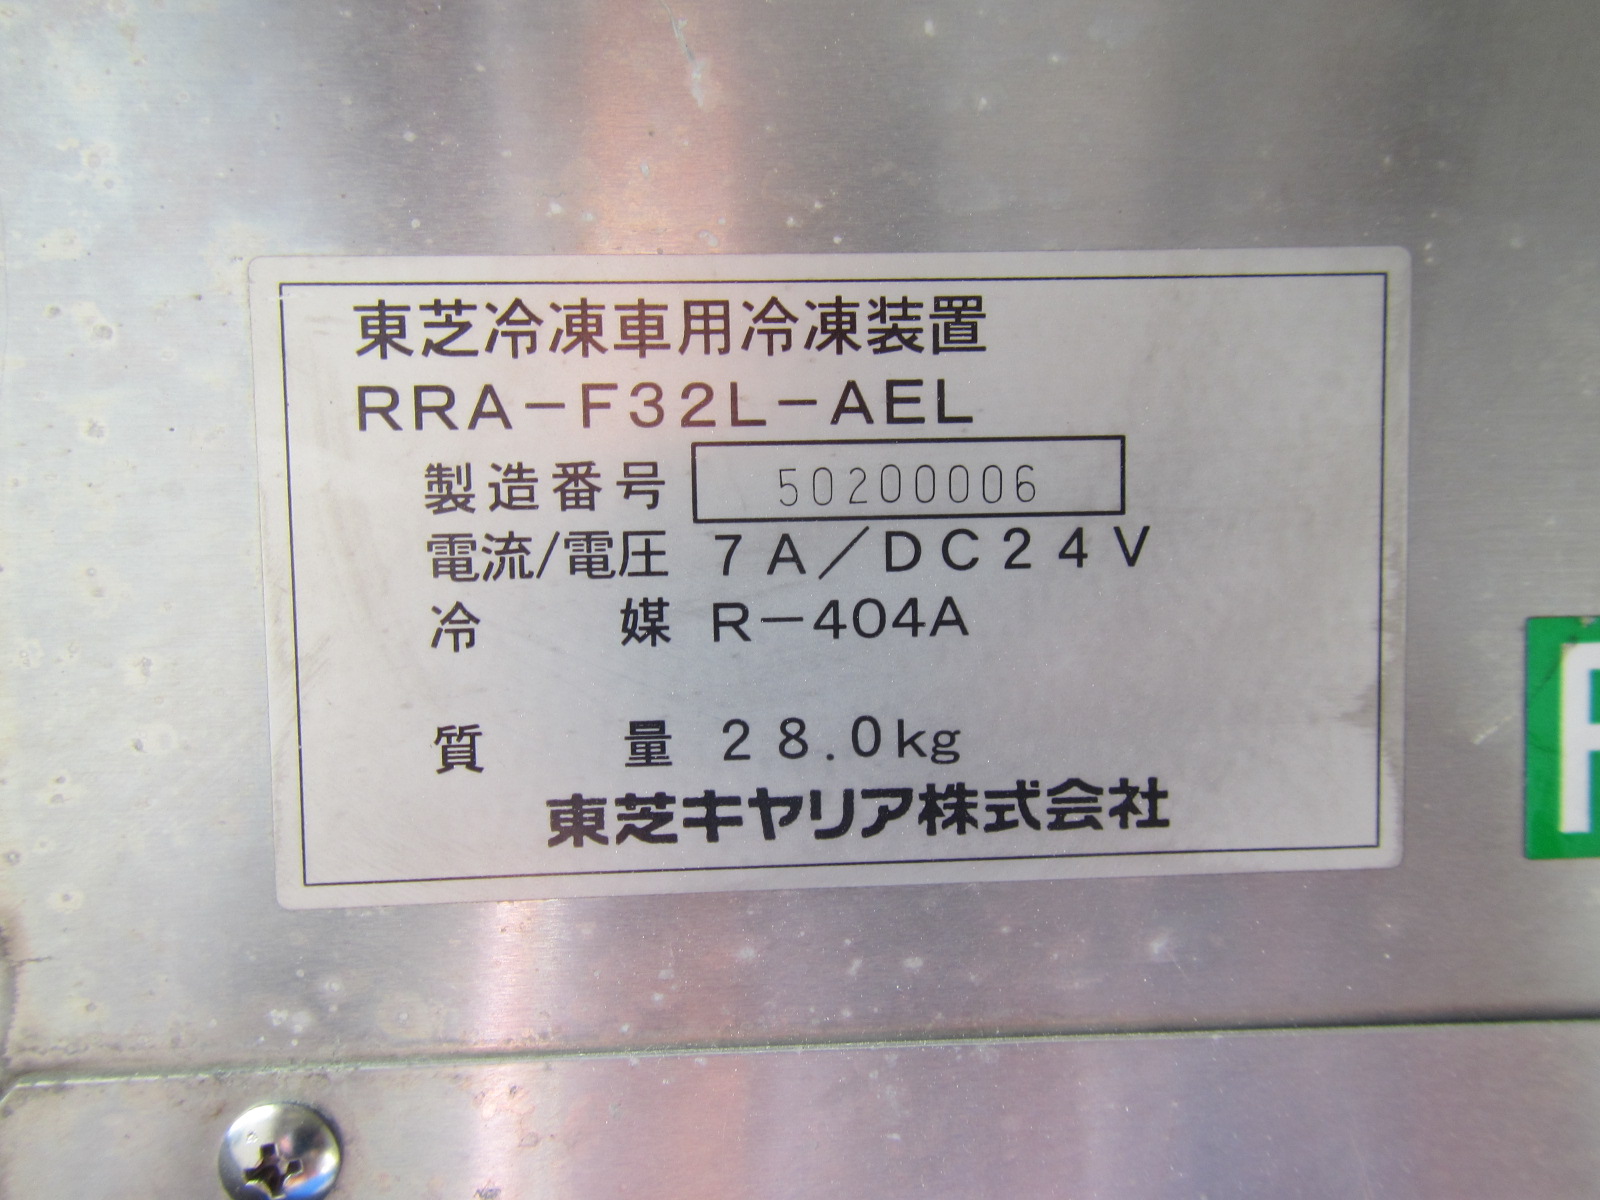 東芝冷凍車用冷凍装置
RRA-F32L-AEL
製造番号 50200006
電流/電圧 7A/DC24V
冷媒 R-404A
質量 28.0kg
東芝キヤリア株式会社